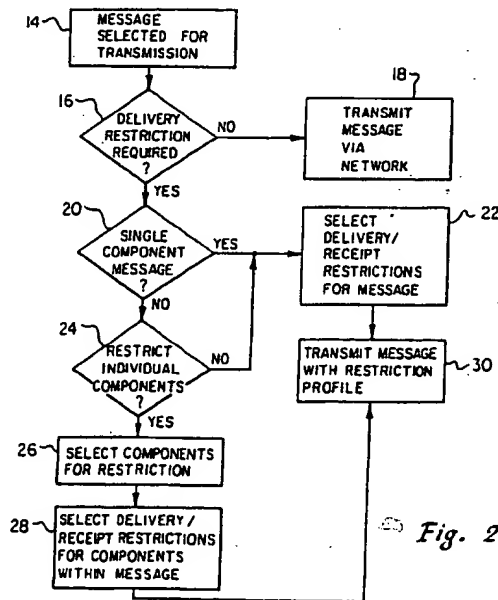 14
MESSAGE
SELECTED FOR
TRANSMISSION
16
DELIVERY
RESTRICTION
REQUIRED
?
NO
18
TRANSMIT
MESSAGE
VIA
NETWORK
YES
20
SINGLE
COMPONENT
MESSAGE
?
YES
22
SELECT
DELIVERY/
RECEIPT
RESTRICTIONS
FOR MESSAGE
NO
24
RESTRICT
INDIVIDUAL
COMPONENTS
?
NO
TRANSMIT MESSAGE
WITH RESTRICTION
PROFILE
30
YES
26
SELECT COMPONENTS
FOR RESTRICTION
28
SELECT DELIVERY/
RECEIPT RESTRICTIONS
FOR COMPONENTS
WITHIN MESSAGE
Fig. 2